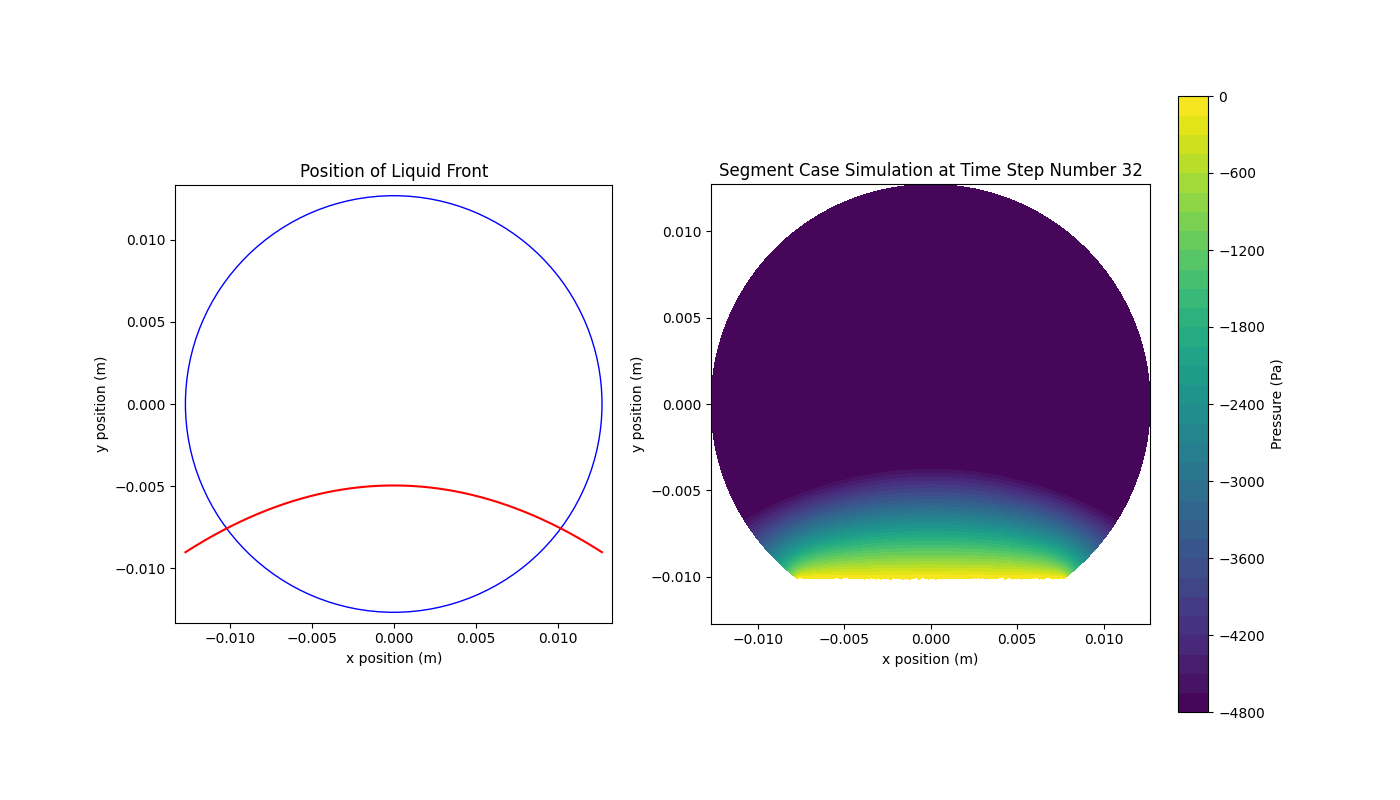 Position of Liquid Front
0.010
0.005
0.000
−0.005
−0.010
y position (m)
−0.010 −0.005 0.000 0.005 0.010
x position (m)
Segment Case Simulation at Time Step Number 32
0.010
0.005
0.000
−0.005
−0.010
y position (m)
−0.010 −0.005 0.000 0.005 0.010
x position (m)
0
−600
−1200
−1800
−2400
−3000
−3600
−4200
−4800
Pressure (Pa)